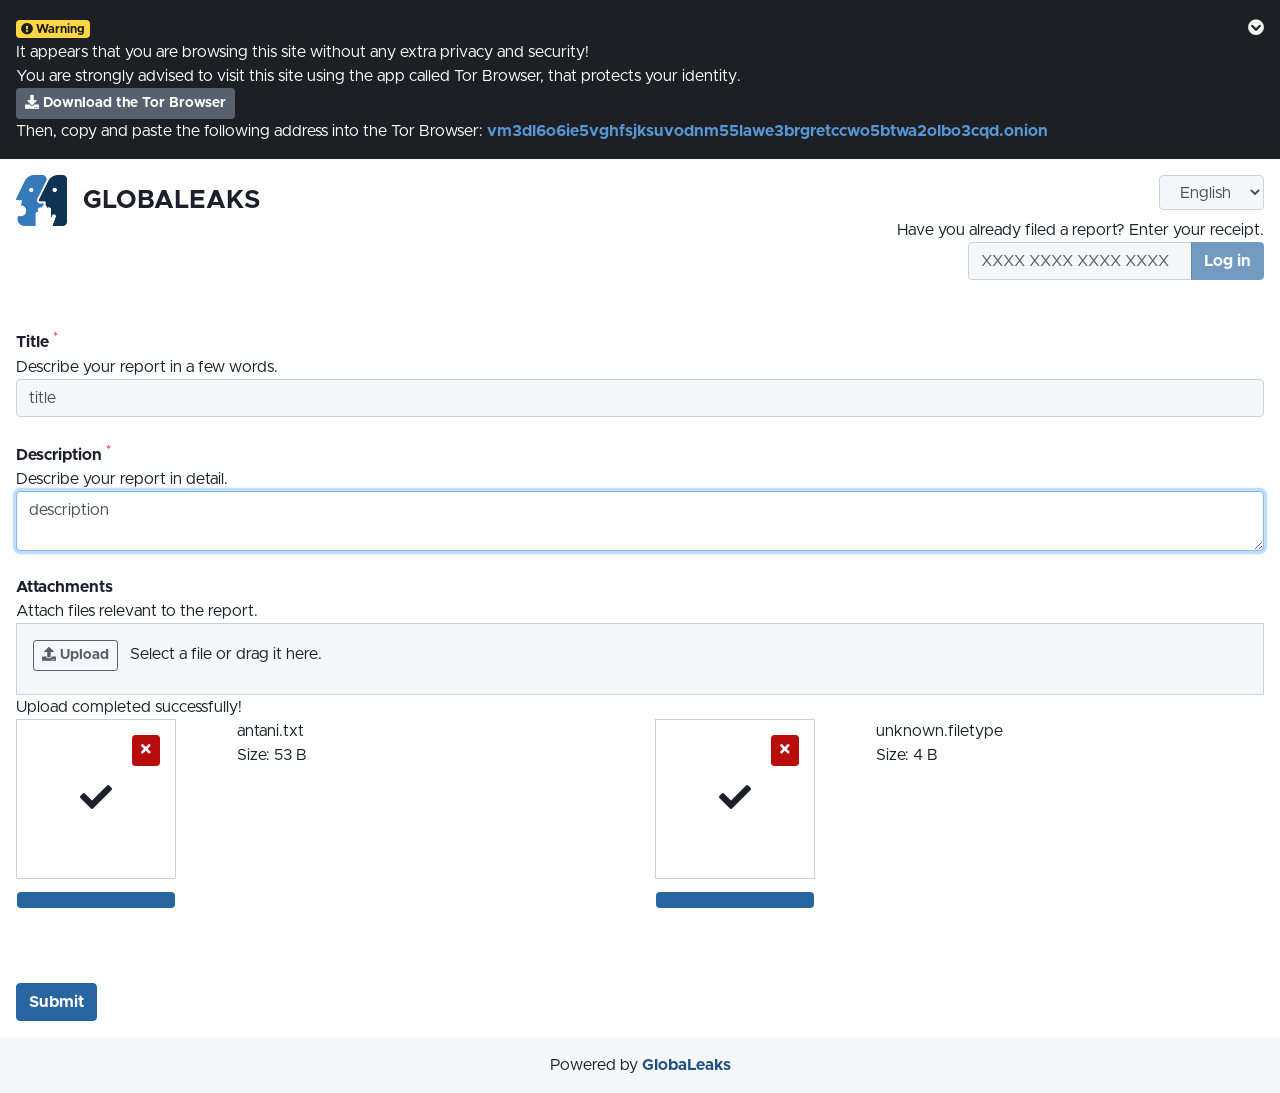 Warning
It appears that you are browsing this site without any extra privacy and security!
You are strongly advised to visit this site using the app called Tor Browser, that protects your identity.
Download the Tor Browser
Then, copy and paste the following address into the Tor Browser: vm3dl6o6ie5vghfsjksuvodnm55lawe3brgretccwo5btwa2olbo3cqd.onion
GLOBALEAKS
English
Have you already filed a report? Enter your receipt.
XXXX XXXX XXXX XXXX
Log in
Title *
Describe your report in a few words.
title
Description *
Describe your report in detail.
description
Attachments
Attach files relevant to the report.
Upload
Select a file or drag it here.
Upload completed successfully!
antani.txt
Size: 53 B
unknown.filetype
Size: 4 B
Submit
Powered by GlobaLeaks